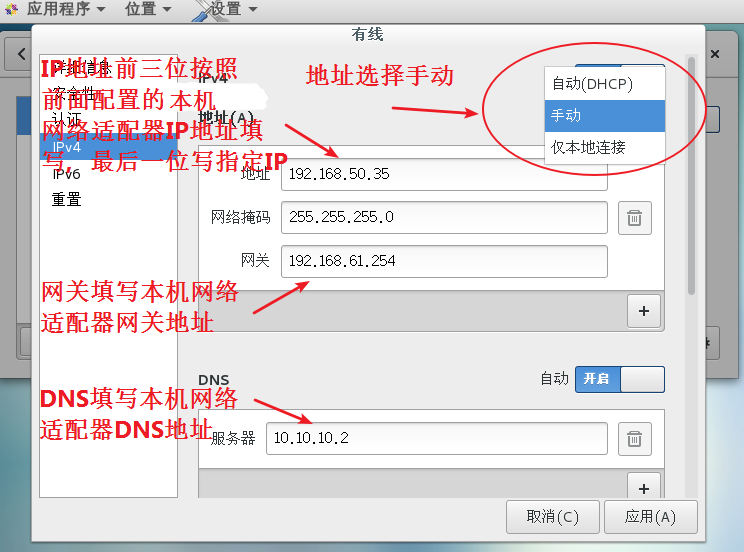 应用程序 位置 设置
有线
详细信息
安全性
认证
IPv4
IPv6
重置
IP地址前三位按照
前面配置的 本机
网络适配器IP地址填
写，最后一位写指定IP
地址选择手动
IPv4
自动(DHCP)
手动
仅本地连接
地址(A)
地址 192.168.50.35
网络掩码 255.255.255.0
网关 192.168.61.254
网关填写本机网络
适配器网关地址
+
DNS 自动 开启
DNS填写本机网络
适配器DNS地址
服务器 10.10.10.2
+
取消(C) 应用(A)